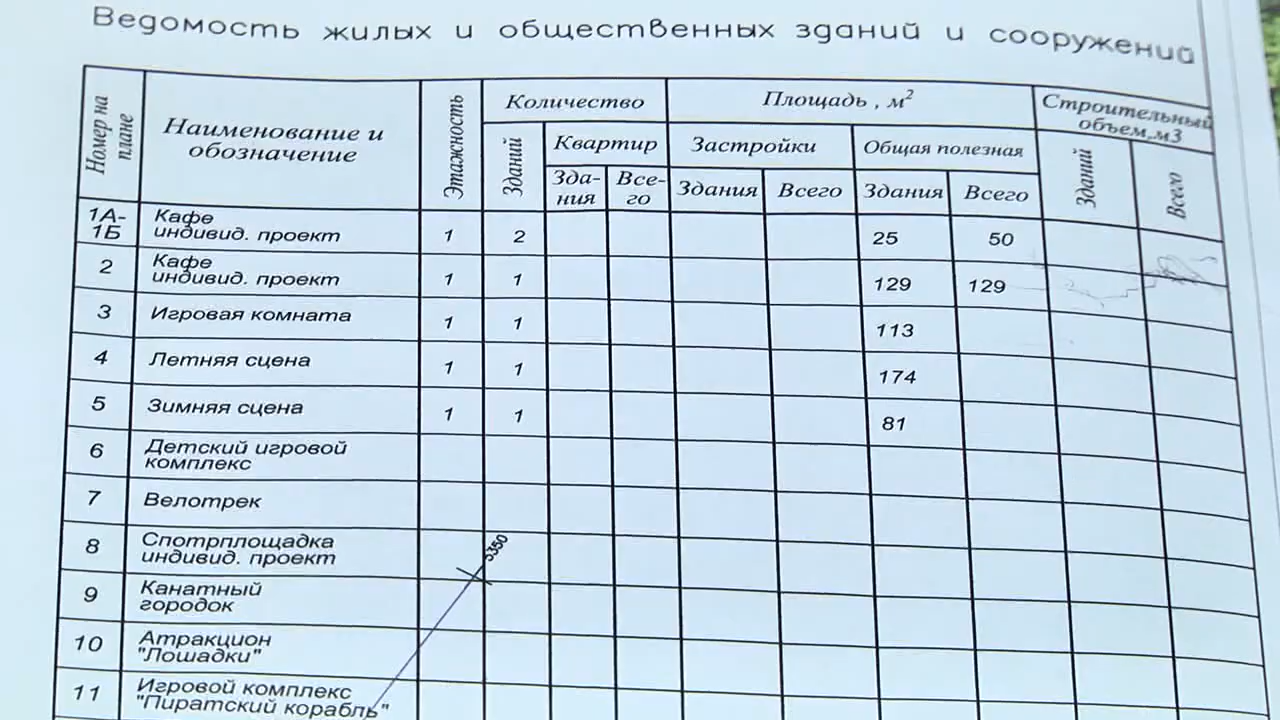 Ведомость жилых и общественных зданий и сооружений
Номер на плане
Наименование и обозначение
Этажность
Количество
Площадь , м2
Строительный объем,м3
Зданий
Квартир
Застройки
Общая полезная
Зданий
Всего
Зда-ния
Все-го
Здания
Всего
Здания
Всего
1А-1Б
Кафе
индивид. проект
1
2
25
50
2
Кафе
индивид. проект
1
1
129
129
3
Игровая комната
1
1
113
4
Летняя сцена
1
1
174
5
Зимняя сцена
1
1
81
6
Детский игровой
комплекс
7
Велотрек
8
Спотрплощадка
индивид. проект
5350
9
Канатный
городок
10
Атракцион
"Лошадки"
11
Игровой комплекс
"Пиратский корабль"